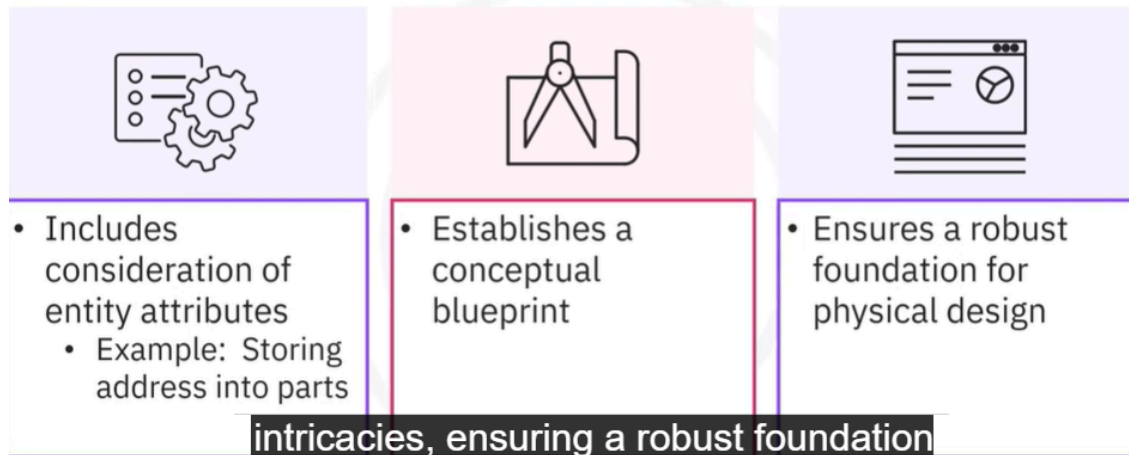 • Includes
consideration of
entity attributes
• Example: Storing
address into parts
• Establishes a
conceptual
blueprint
• Ensures a robust
foundation for
physical design
intricacies, ensuring a robust foundation